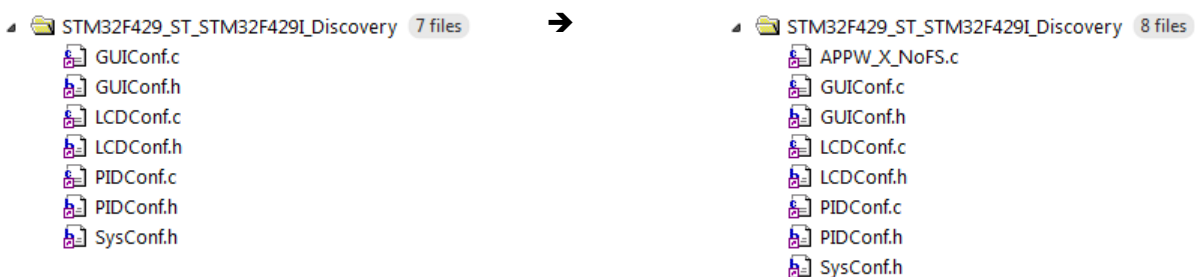 STM32F429_ST_STM32F429I_Discovery 7 files
GUIConf.c
GUIConf.h
LCDConf.c
LCDConf.h
PIDConf.c
PIDConf.h
SysConf.h
➔
STM32F429_ST_STM32F429I_Discovery 8 files
APPW_X_NoFS.c
GUIConf.c
GUIConf.h
LCDConf.c
LCDConf.h
PIDConf.c
PIDConf.h
SysConf.h